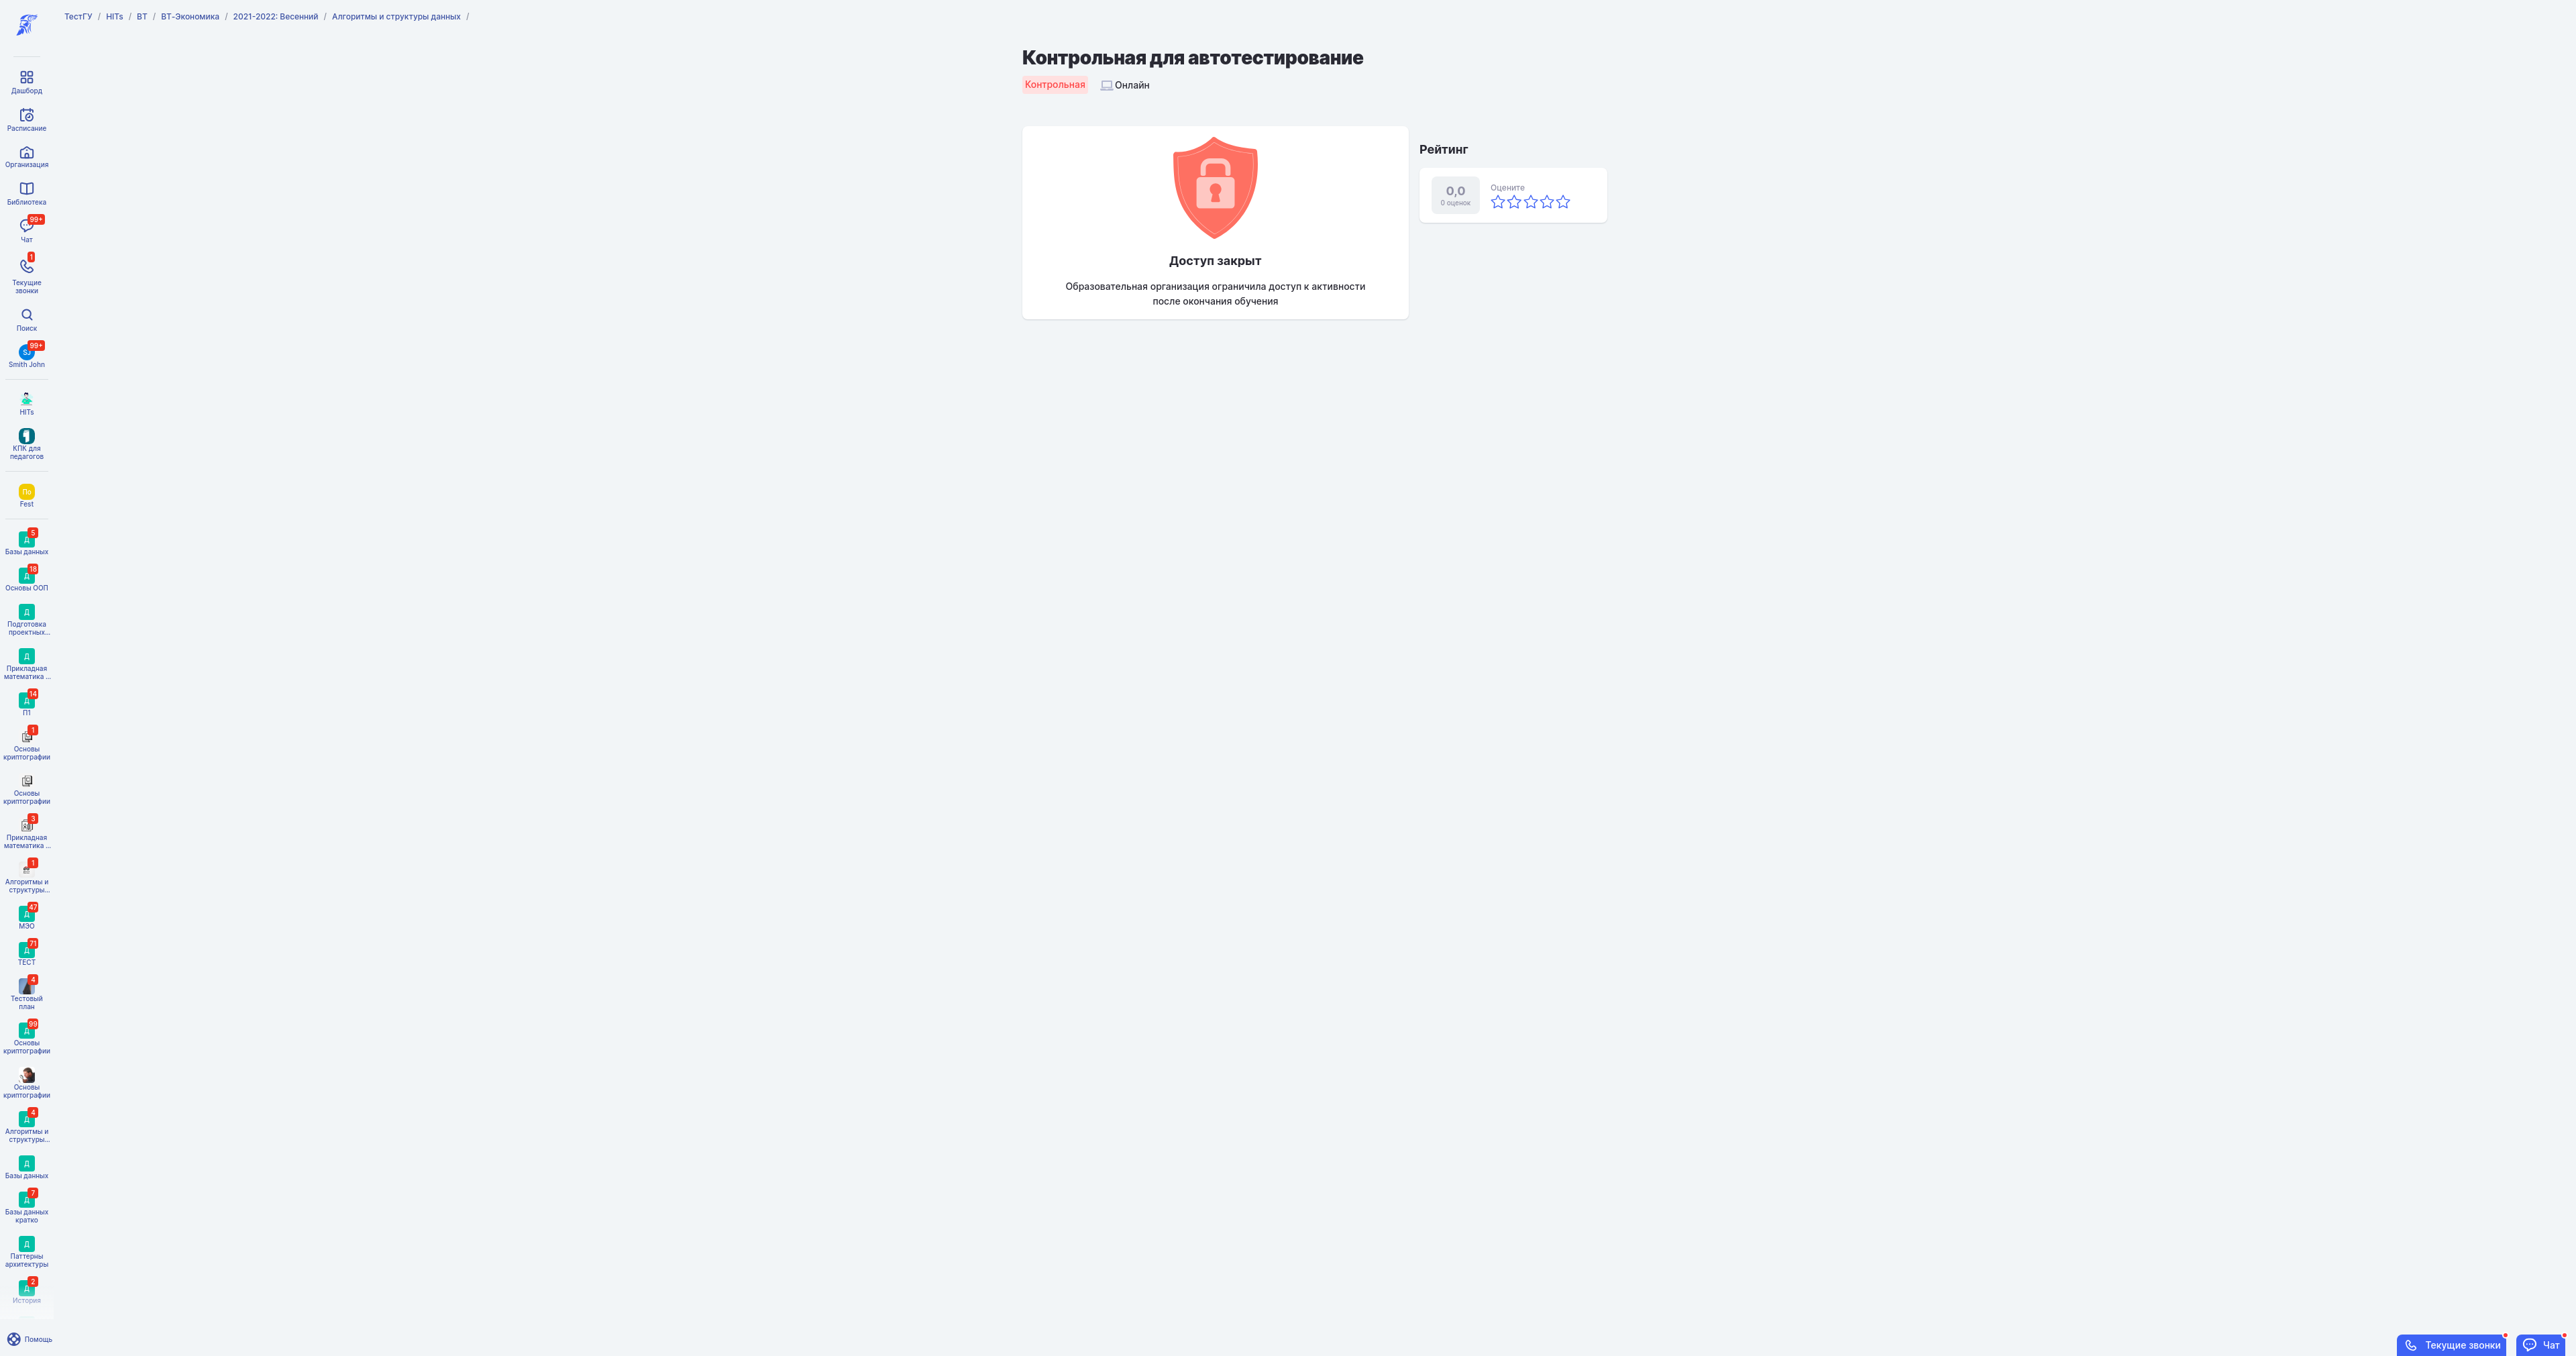 ТестГУ / HITs / ВТ / ВТ-Экономика / 2021-2022: Весенний / Алгоритмы и структуры данных /
Дашборд
Расписание
Организация
Библиотека
99+
Чат
1
Текущие
звонки
Поиск
SJ 99+
Smith John
HITs
КПК для
педагогов
По
Fest
Д 5
Базы данных
Д 18
Основы ООП
Д
Подготовка
проектных...
Д
Прикладная
математика ...
Д 14
П1
1
Основы
криптографии
Основы
криптографии
3
Прикладная
математика ...
1
Алгоритмы и
структуры...
Д 47
МЭО
Д 71
ТЕСТ
4
Тестовый
план
Д 99
Основы
криптографии
Основы
криптографии
Д 4
Алгоритмы и
структуры...
Д
Базы данных
Д 7
Базы данных
кратко
Д
Паттерны
архитектуры
Д 2
История
Помощь
Контрольная для автотестирование
Контрольная Онлайн
Доступ закрыт
Образовательная организация ограничила доступ к активности
после окончания обучения
Рейтинг
0,0
0 оценок
Оцените
Текущие звонки
Чат